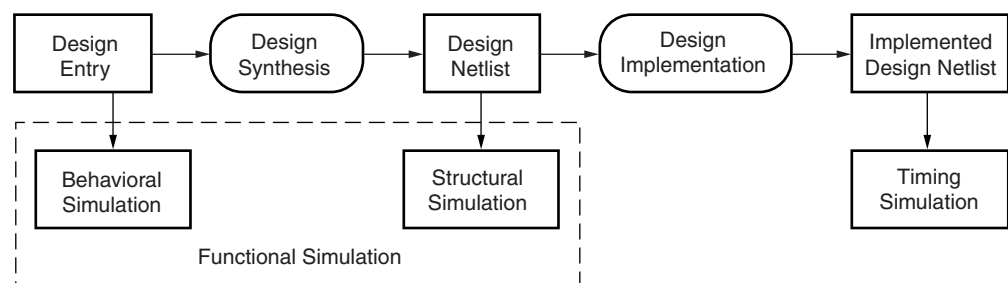 Design
Entry
Design
Synthesis
Design
Netlist
Design
Implementation
Implemented
Design Netlist
Behavioral
Simulation
Structural
Simulation
Timing
Simulation
Functional Simulation